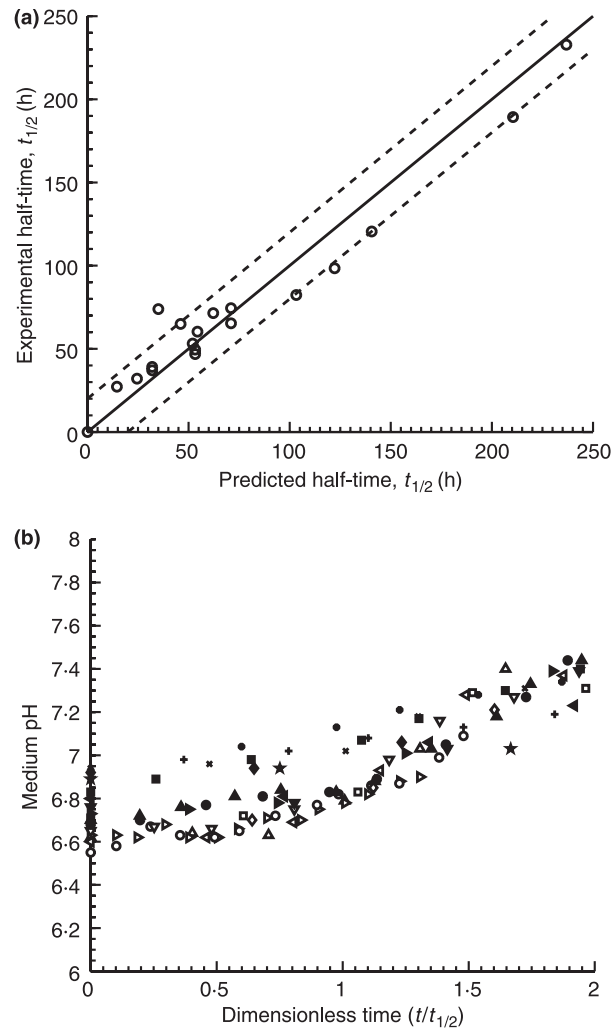 (a)
250
200
150
100
50
0
Experimental half-time, t1/2 (h)
0 50 100 150 200 250
Predicted half-time, t1/2 (h)
(b)
8
7·8
7·6
7·4
7·2
7
6·8
6·6
6·4
6·2
6
Medium pH
0 0·5 1 1·5 2
Dimensionless time (t/t1/2)